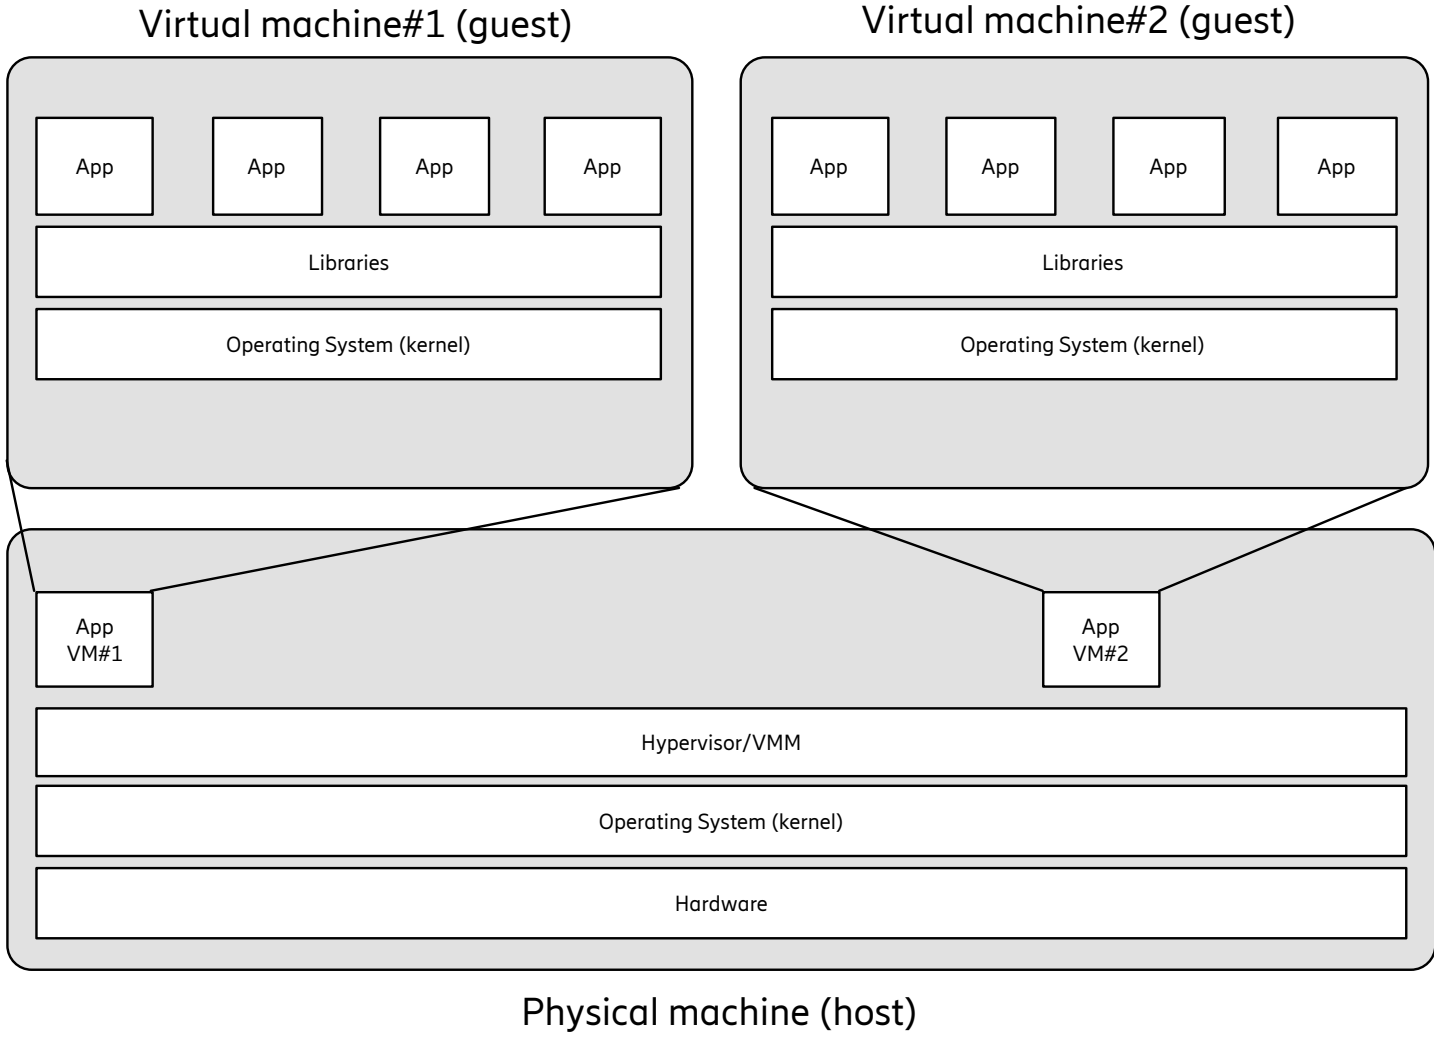 Virtual machine#1 (guest)
Virtual machine#2 (guest)
App
App
App
App
Libraries
Operating System (kernel)
App
App
App
App
Libraries
Operating System (kernel)
App
VM#1
App
VM#2
Hypervisor/VMM
Operating System (kernel)
Hardware
Physical machine (host)